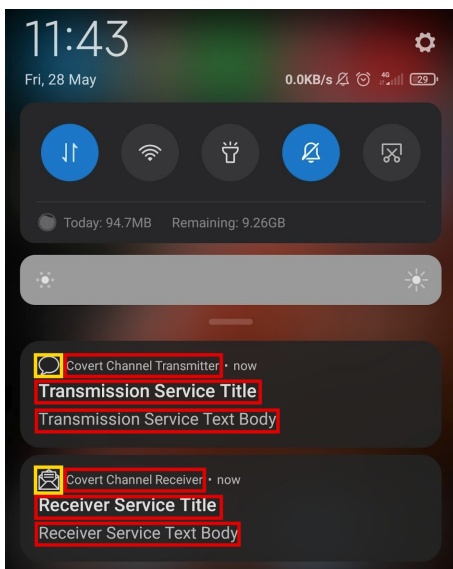 11:43
Fri, 28 May 0.0KB/s 4G 29
Today: 94.7MB Remaining: 9.26GB
Covert Channel Transmitter • now
Transmission Service Title
Transmission Service Text Body
Covert Channel Receiver • now
Receiver Service Title
Receiver Service Text Body